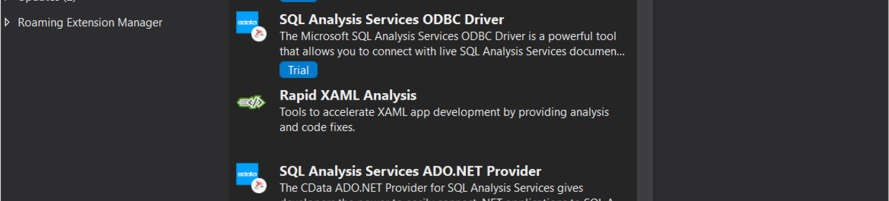 Roaming Extension Manager
SQL Analysis Services ODBC Driver
The Microsoft SQL Analysis Services ODBC Driver is a powerful tool
that allows you to connect with live SQL Analysis Services documen...
Trial
Rapid XAML Analysis
Tools to accelerate XAML app development by providing analysis
and code fixes.
SQL Analysis Services ADO.NET Provider
The CData ADO.NET Provider for SQL Analysis Services gives